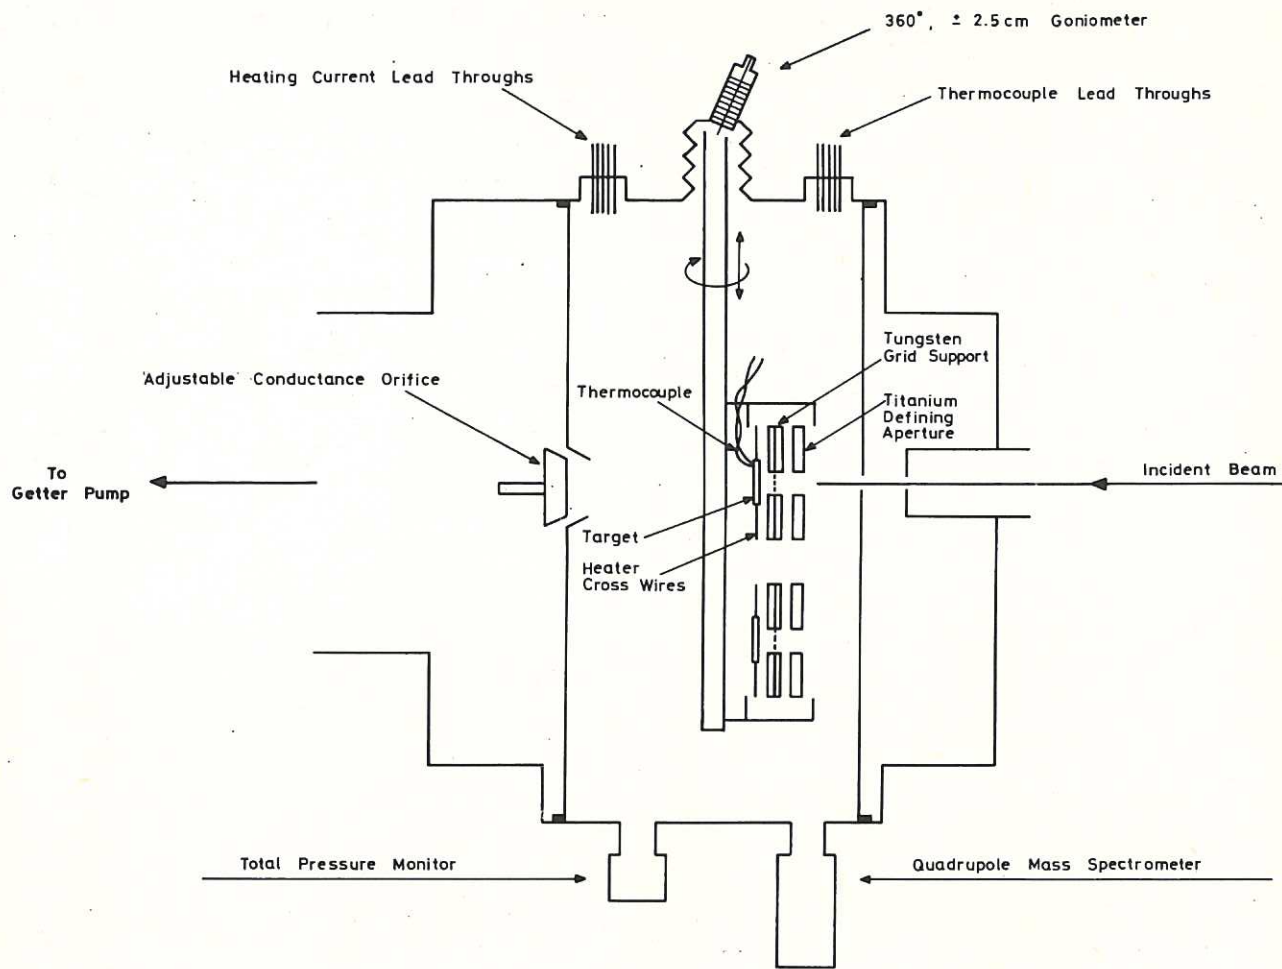 360°, ± 2.5 cm Goniometer
Heating Current Lead Throughs
Thermocouple Lead Throughs
Tungsten
Grid Support
'Adjustable' Conductance Orifice
Thermocouple
Titanium
Defining
Aperture
To
Getter Pump
Incident Beam
Target
Heater
Cross Wires
Total Pressure Monitor
Quadrupole Mass Spectrometer